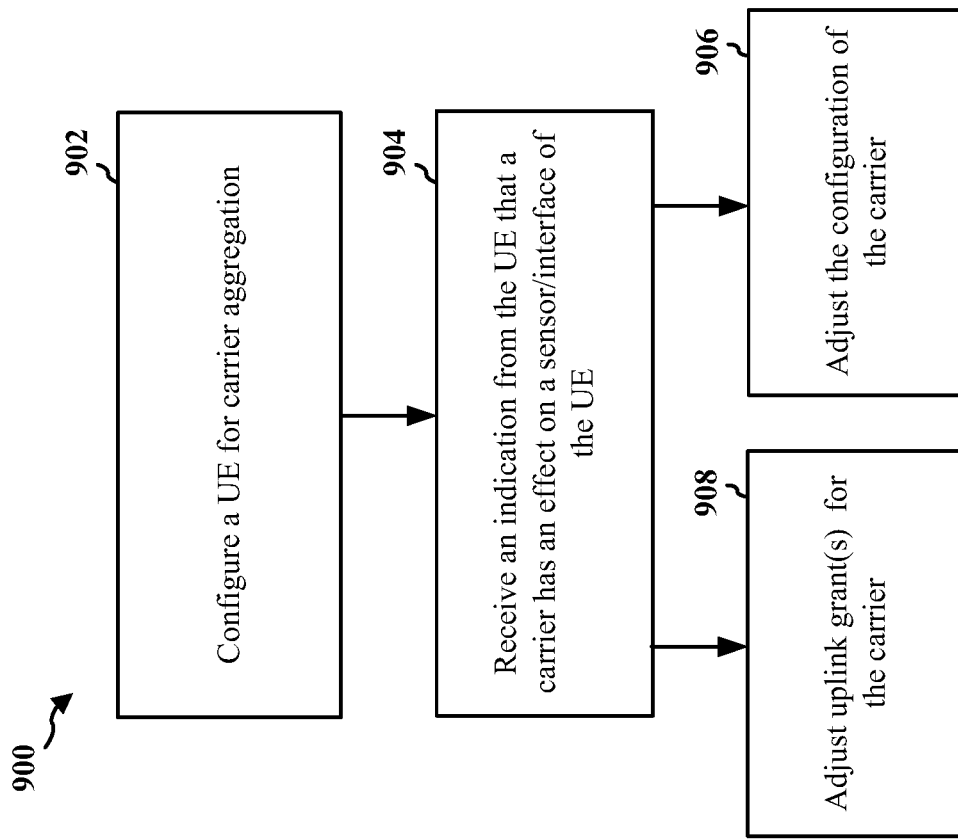 900
902
Configure a UE for carrier aggregation
904
Receive an indication from the UE that a
carrier has an effect on a sensor/interface of
the UE
908
Adjust uplink grant(s) for
the carrier
906
Adjust the configuration of
the carrier